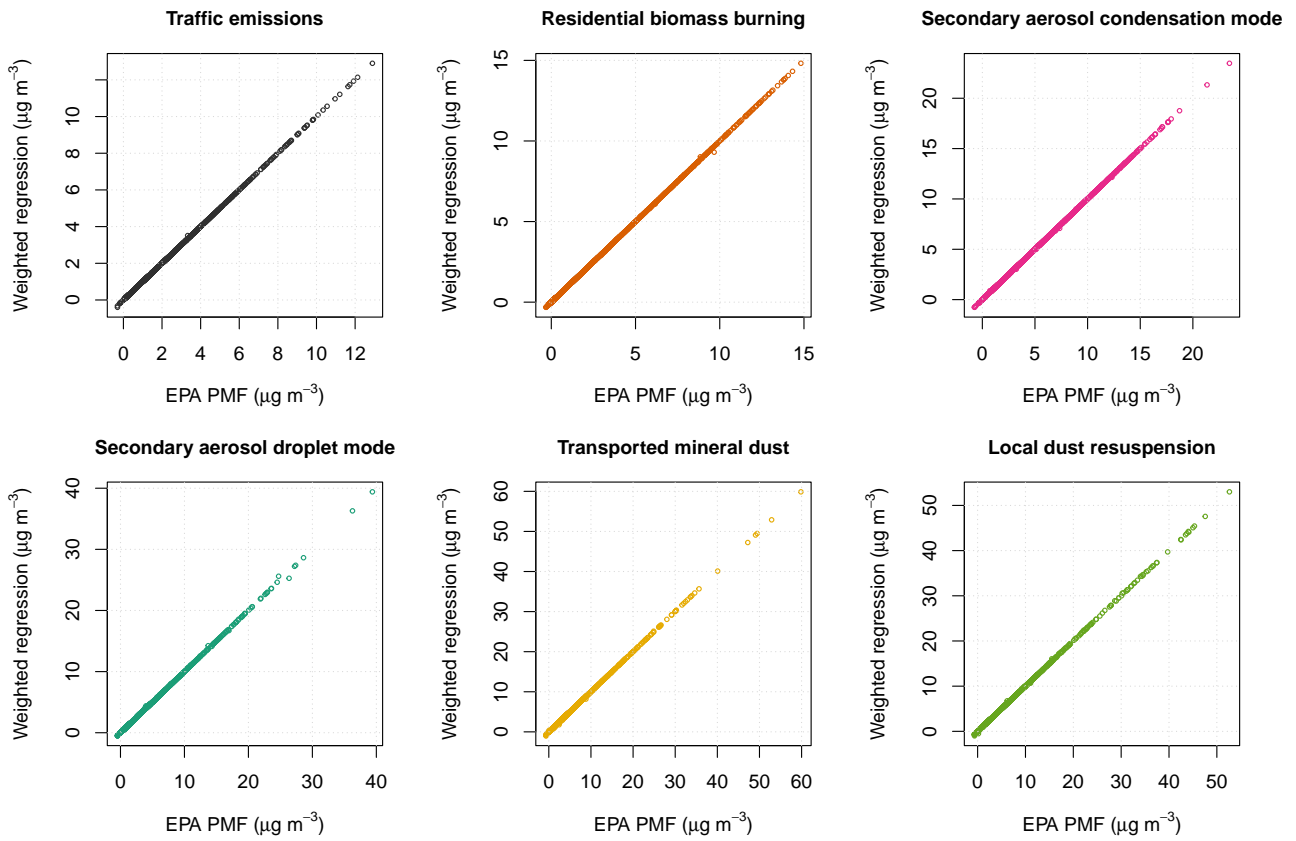 Traffic emissions
Weighted regression (μg m⁻³)
0 2 4 6 8 10
0 2 4 6 8 10 12
EPA PMF (μg m⁻³)
Residential biomass burning
Weighted regression (μg m⁻³)
0 5 10 15
0 5 10 15
EPA PMF (μg m⁻³)
Secondary aerosol condensation mode
Weighted regression (μg m⁻³)
0 5 10 15 20
0 5 10 15 20
EPA PMF (μg m⁻³)
Secondary aerosol droplet mode
Weighted regression (μg m⁻³)
0 10 20 30 40
0 10 20 30 40
EPA PMF (μg m⁻³)
Transported mineral dust
Weighted regression (μg m⁻³)
0 10 20 30 40 50 60
0 10 20 30 40 50 60
EPA PMF (μg m⁻³)
Local dust resuspension
Weighted regression (μg m⁻³)
0 10 20 30 40 50
0 10 20 30 40 50
EPA PMF (μg m⁻³)